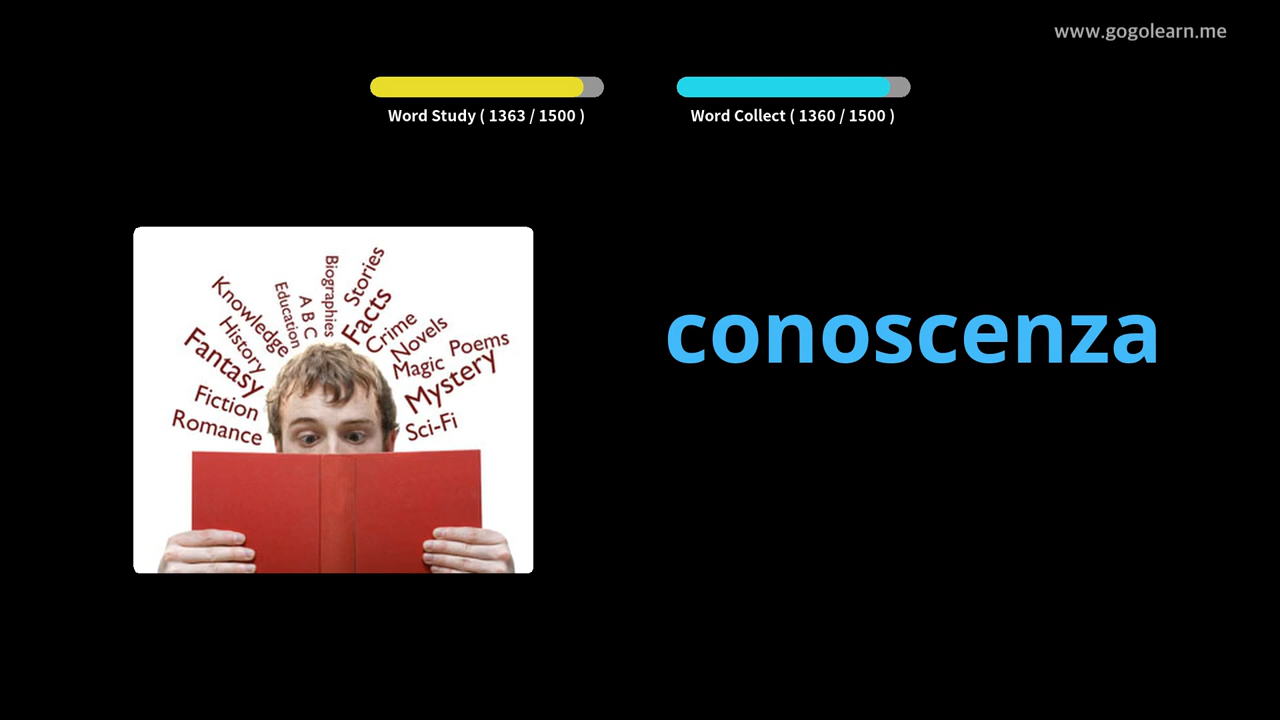 www.gogolearn.me
Word Study ( 1363 / 1500 )
Word Collect ( 1360 / 1500 )
Romance
Fiction
Fantasy
History
Knowledge
Education
A B C
Biographies
Stories
Facts
Crime
Novels
Magic
Poems
Mystery
Sci-Fi
conoscenza